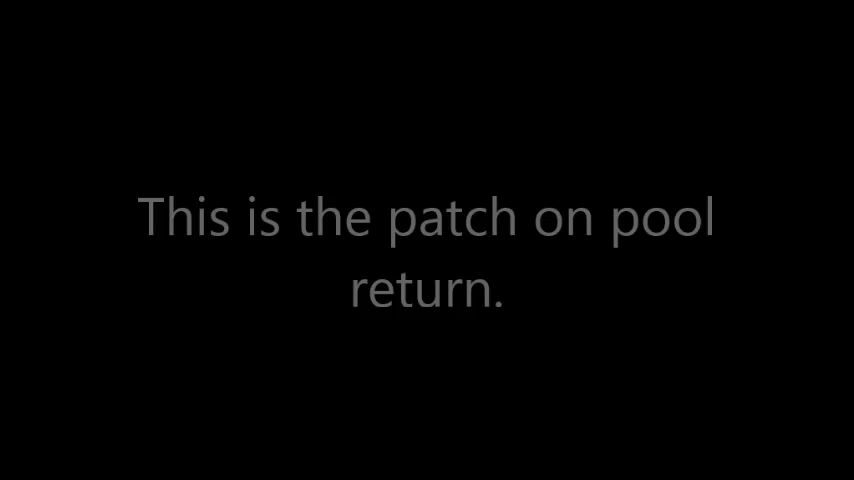 This is the patch on pool
return.